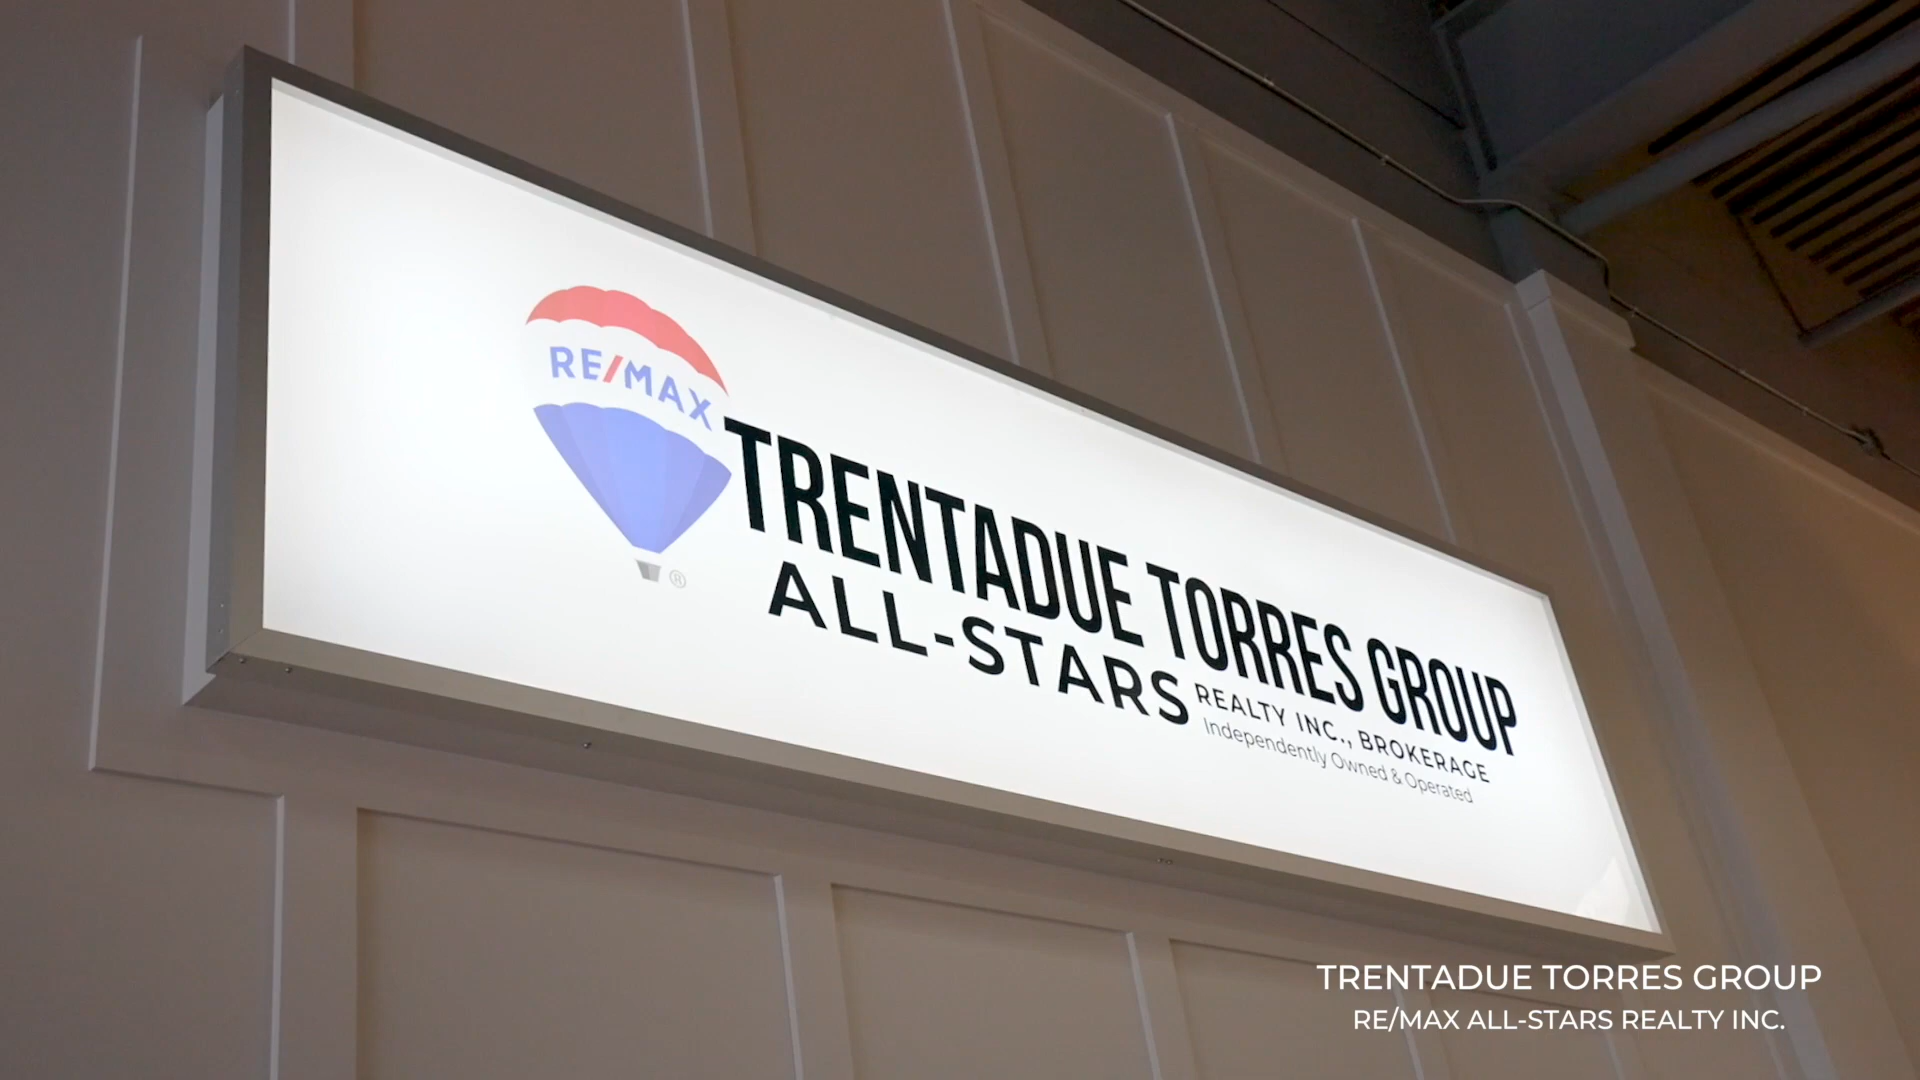 RE/MAX
®
TRENTADUE TORRES GROUP
ALL-STARS REALTY INC., BROKERAGE
Independently Owned & Operated
TRENTADUE TORRES GROUP
RE/MAX ALL-STARS REALTY INC.